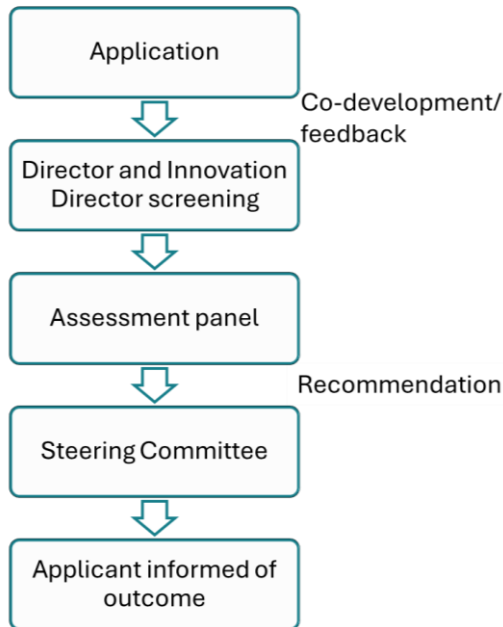 Application
Co-development/
feedback
Director and Innovation
Director screening
Assessment panel
Recommendation
Steering Committee
Applicant informed of
outcome